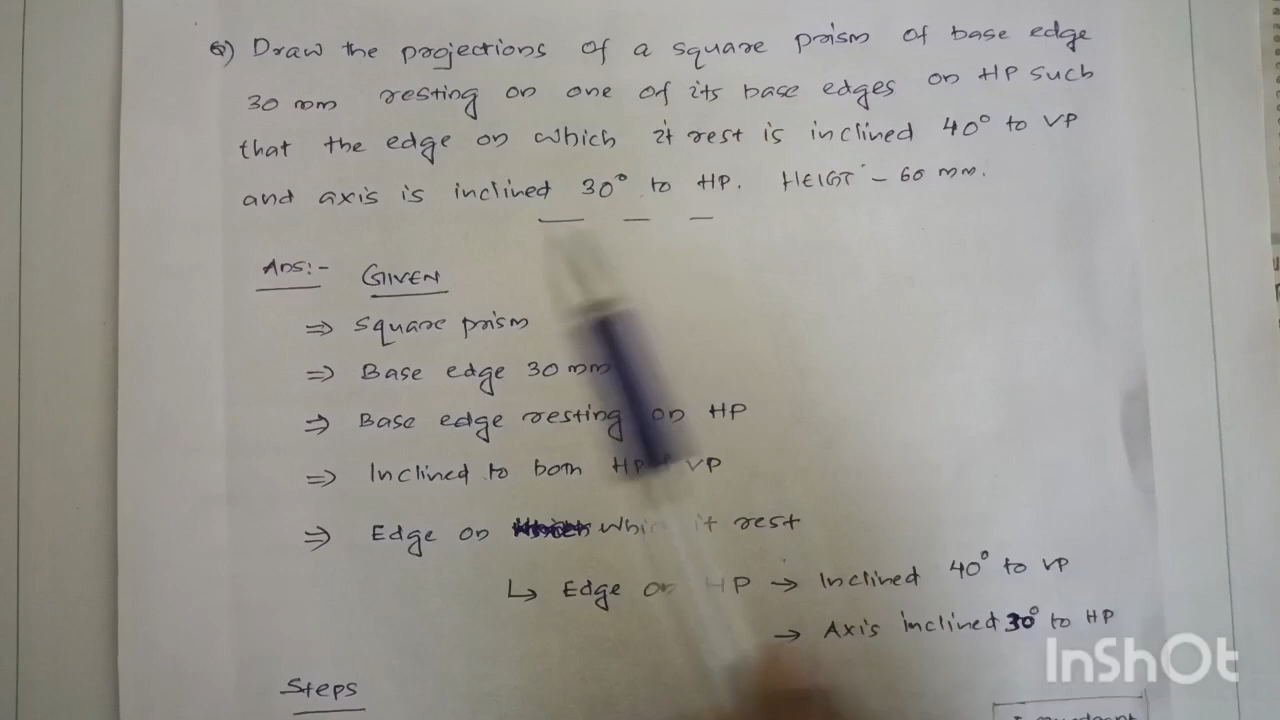 Q) Draw the projections of a square prism of base edge
30 mm resting on one of its base edges on HP such
that the edge on which it rest is inclined 40° to VP
and axis is inclined 30° to HP. HEIGT - 60 mm.
Ans:- GIVEN
⇒ square prism
⇒ Base edge 30 mm
⇒ Base edge resting on HP
⇒ Inclined to both HP VP
⇒ Edge on which it rest
↳ Edge on HP → Inclined 40° to VP
→ Axis inclined 30° to HP
InShOt
Steps